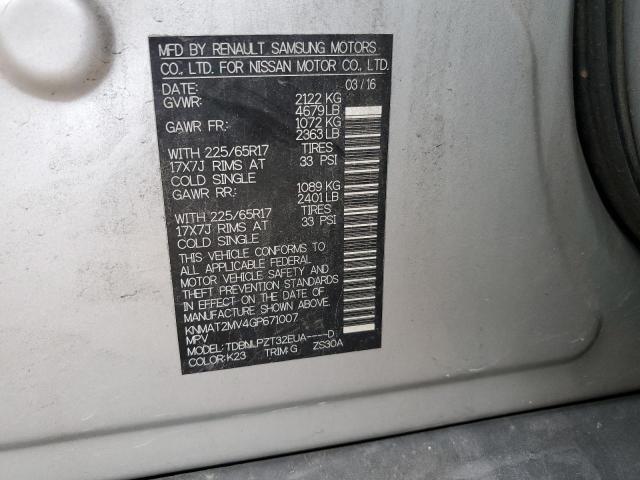 MFD BY RENAULT SAMSUNG MOTORS
CO., LTD. FOR NISSAN MOTOR CO., LTD.
DATE: 03/16
GVWR: 2122 KG
4679 LB
GAWR FR: 1072 KG
2363 LB
WITH 225/65R17 TIRES
17X7J RIMS AT 33 PSI
COLD SINGLE
GAWR RR: 1089 KG
2401 LB
WITH 225/65R17 TIRES
17X7J RIMS AT 33 PSI
COLD SINGLE
THIS VEHICLE CONFORMS TO
ALL APPLICABLE FEDERAL
MOTOR VEHICLE SAFETY AND
THEFT PREVENTION STANDARDS
IN EFFECT ON THE DATE OF
MANUFACTURE SHOWN ABOVE.
KNMAT2MV4GP671007
MPV
MODEL: TDBNLPZT32EUA----D
COLOR: K23 TRIM: G ZS30A